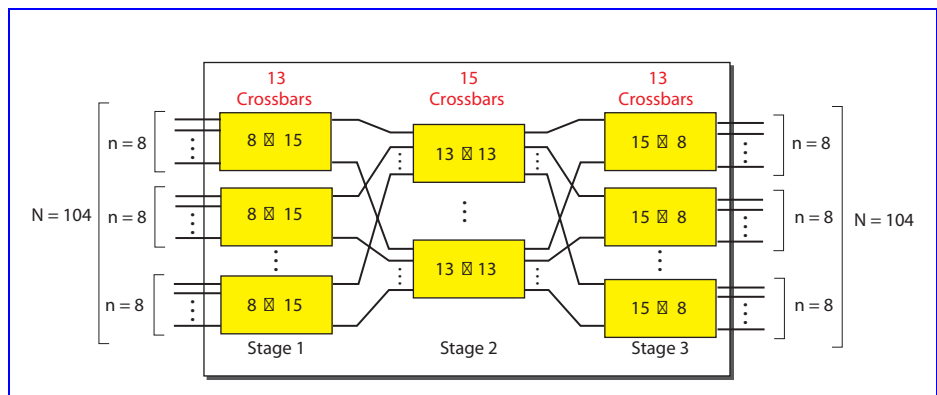 13
Crossbars
15
Crossbars
13
Crossbars
N = 104
n = 8
n = 8
n = 8
8 × 15
8 × 15
8 × 15
13 × 13
13 × 13
15 × 8
15 × 8
15 × 8
n = 8
n = 8
n = 8
N = 104
Stage 1
Stage 2
Stage 3